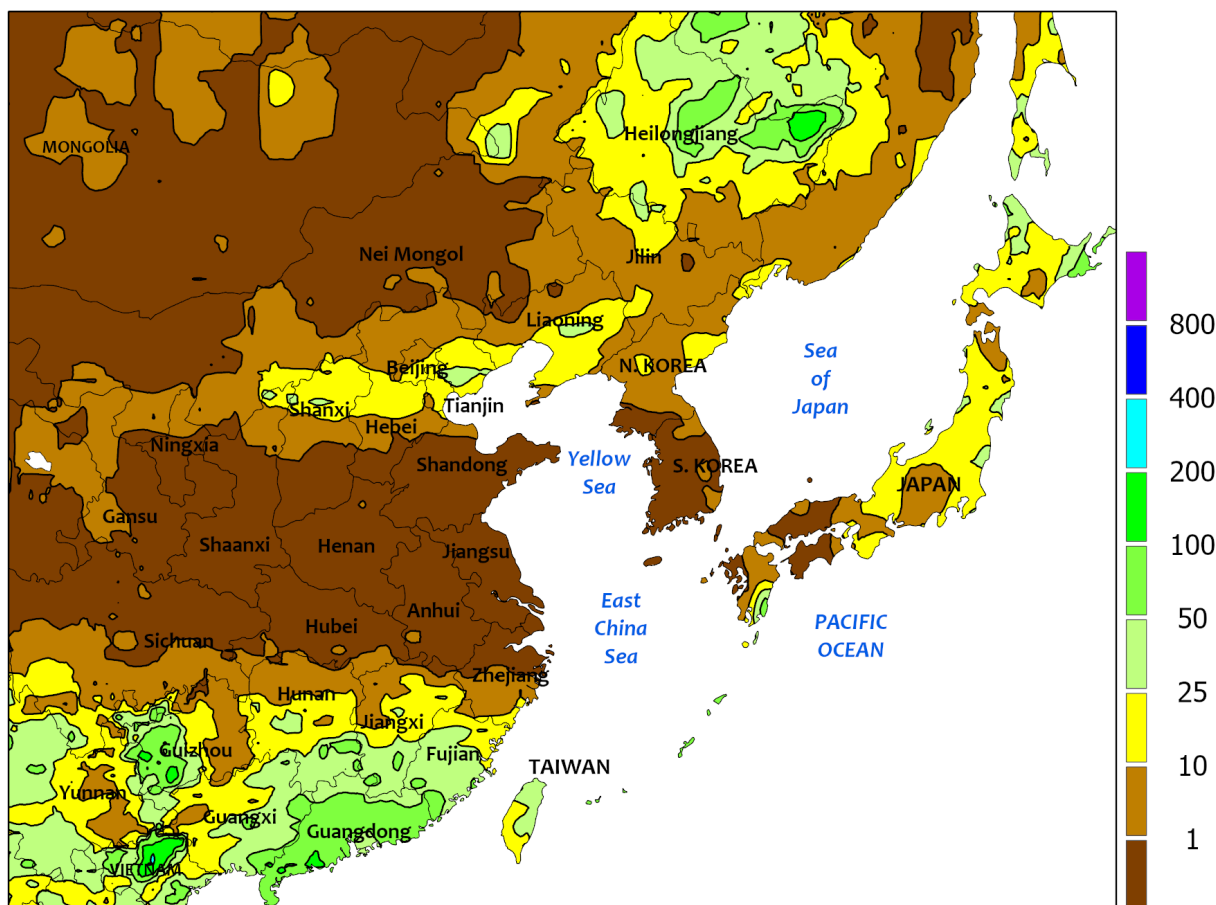 MONGOLIA
Heilongjiang
Nei Mongol
Jilin
Liaoning
Beijing
N. KOREA
Sea
of
Japan
Shanxi
Tianjin
Hebei
Ningxia
Shandong
Yellow
Sea
S. KOREA
JAPAN
Gansu
Shaanxi
Henan
Jiangsu
Anhui
East
China
Sea
PACIFIC
OCEAN
Sichuan
Hubei
Zhejiang
Hunan
Jiangxi
Guizhou
Fujian
TAIWAN
Yunnan
Guangxi
Guangdong
VIETNAM
800
400
200
100
50
25
10
1